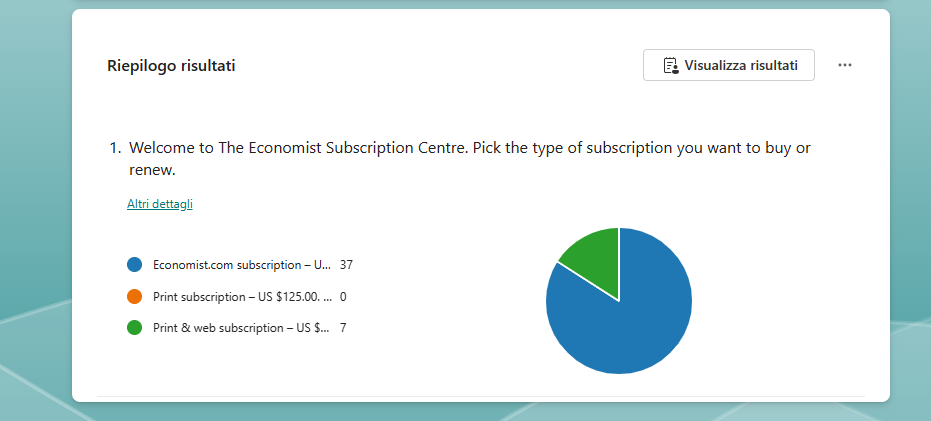 Riepilogo risultati
Visualizza risultati
1. Welcome to The Economist Subscription Centre. Pick the type of subscription you want to buy or
renew.
Altri dettagli
Economist.com subscription – U... 37
Print subscription – US $125.00. ... 0
Print & web subscription – US $... 7